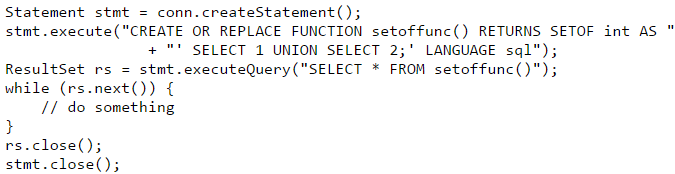 Statement stmt = conn.createStatement();
stmt.execute("CREATE OR REPLACE FUNCTION setoffunc() RETURNS SETOF int AS "
                + "' SELECT 1 UNION SELECT 2;' LANGUAGE sql");
ResultSet rs = stmt.executeQuery("SELECT * FROM setoffunc()");
while (rs.next()) {
    // do something
}
rs.close();
stmt.close();